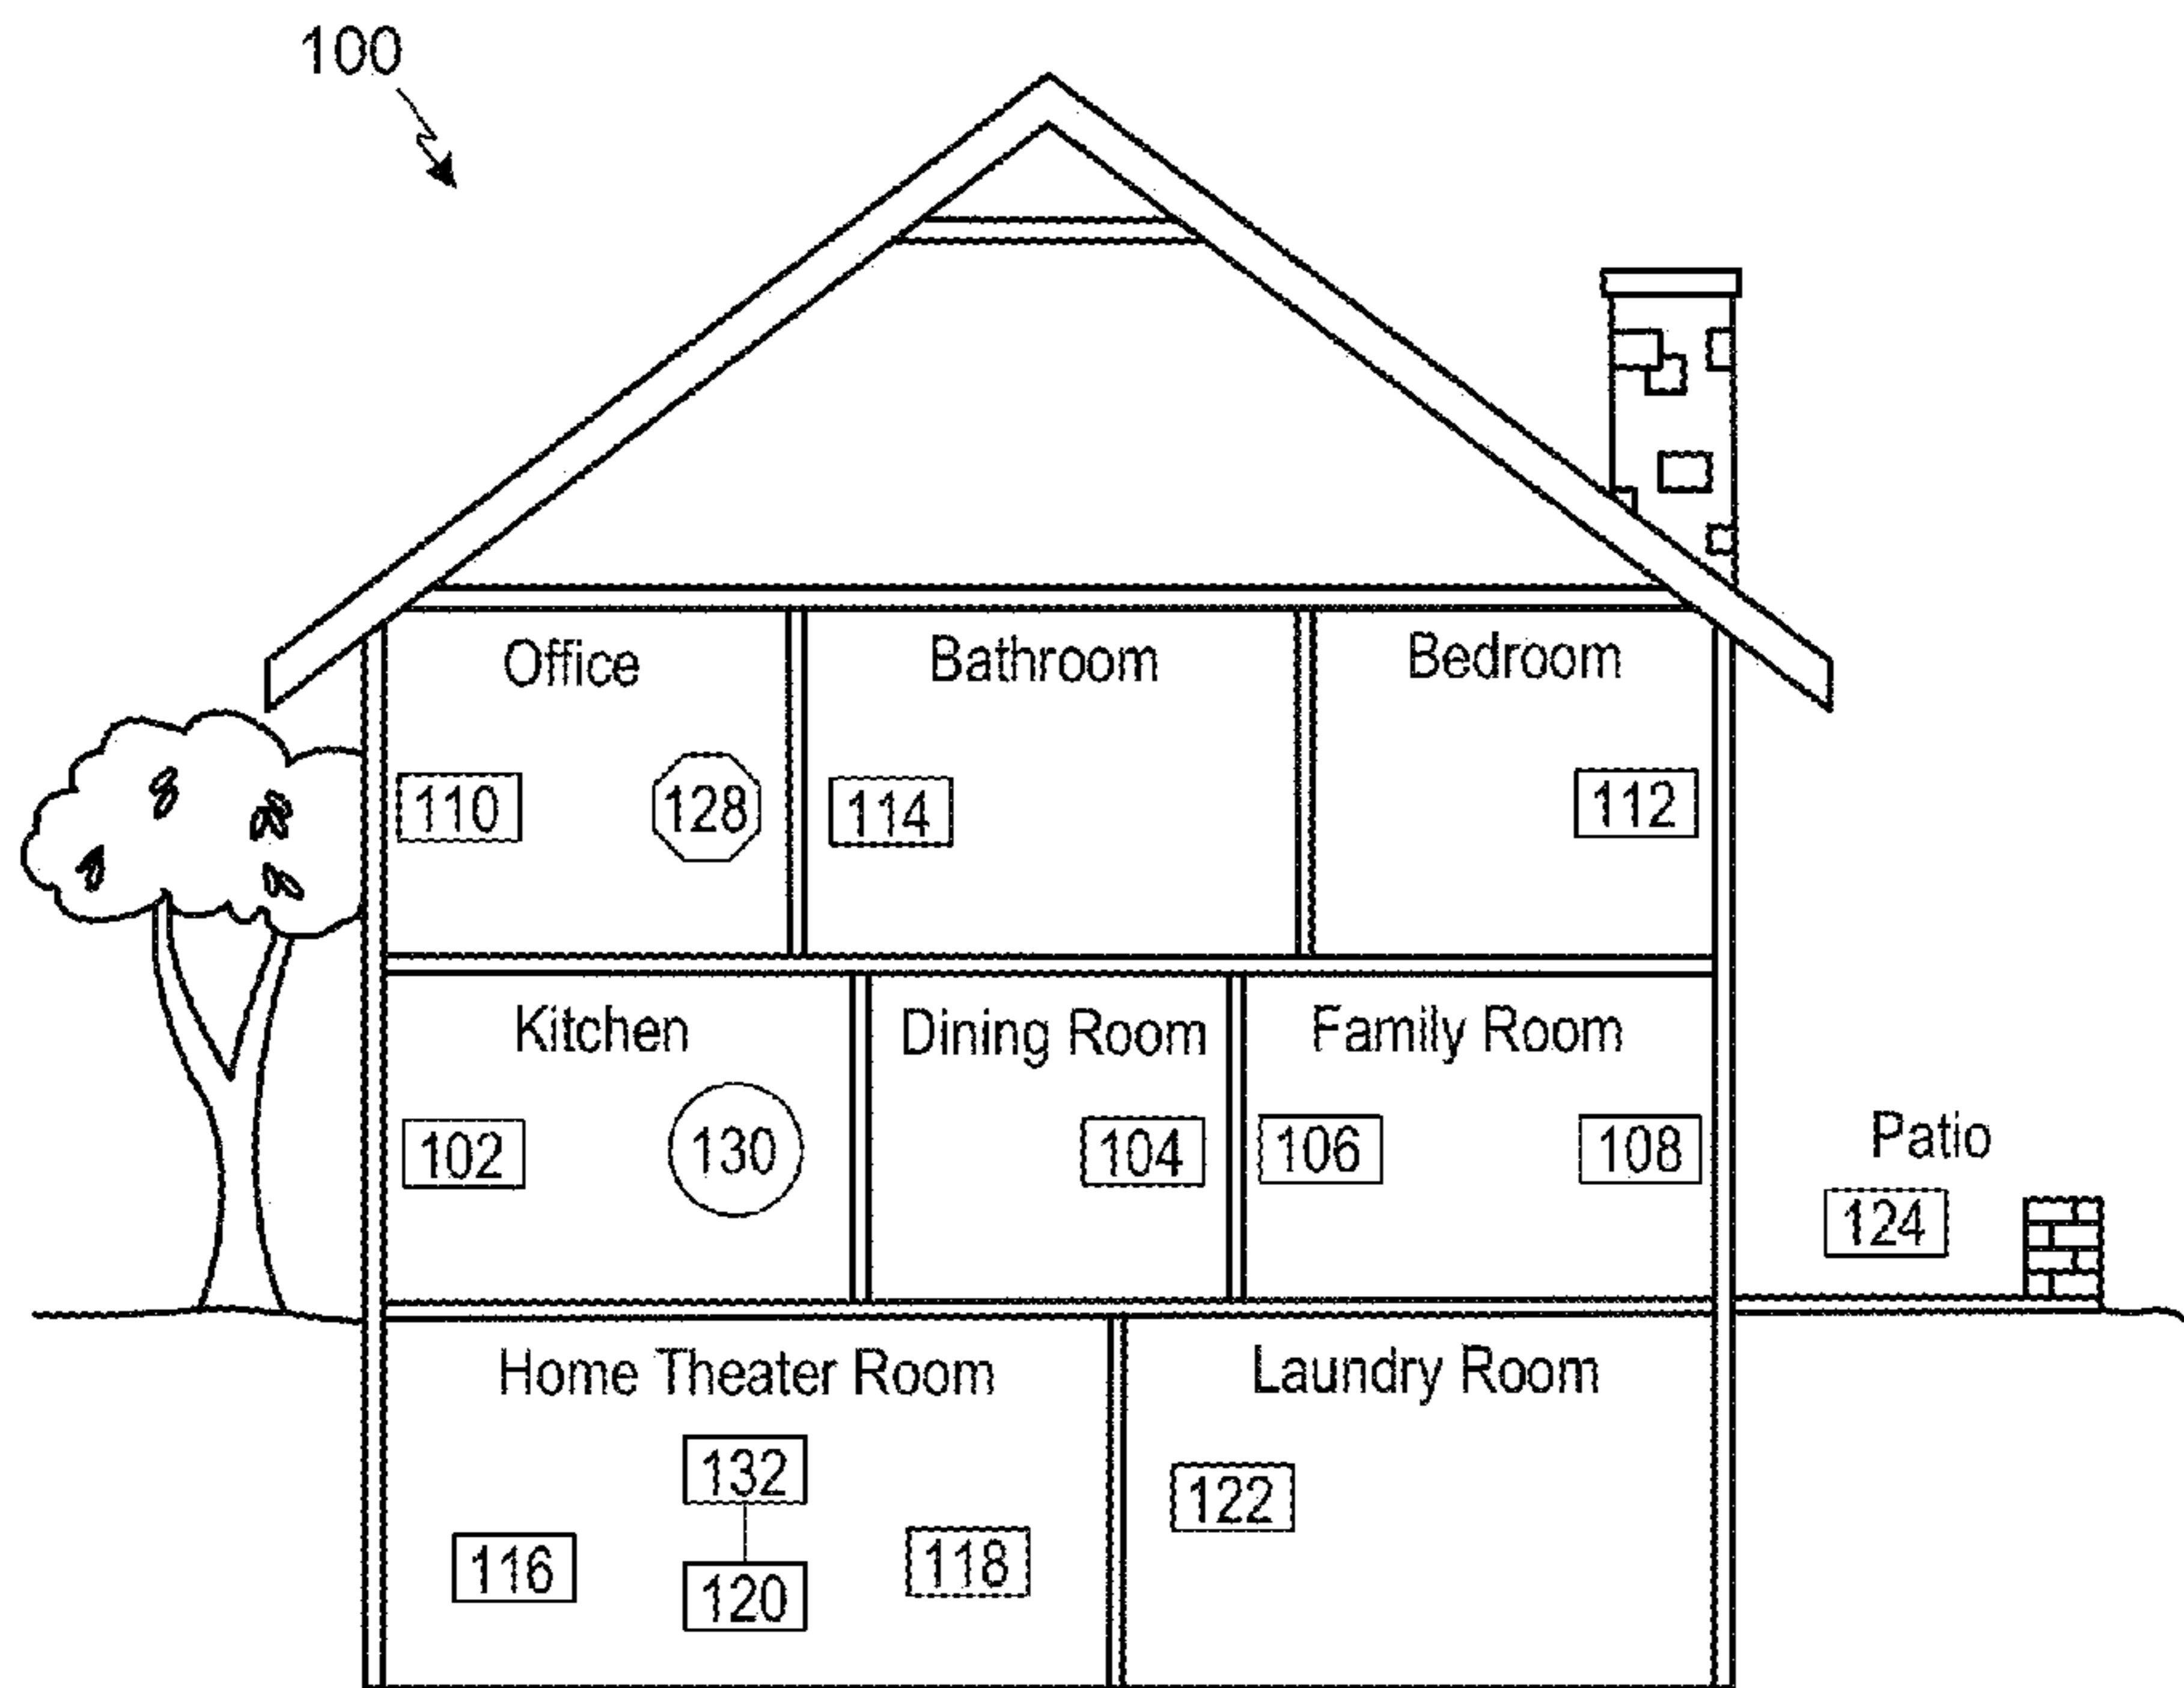 100
Office
Bathroom
Bedroom
110
128
114
112
Kitchen
Dining Room
Family Room
102
130
104
106
108
Patio
124
Home Theater Room
Laundry Room
132
122
116
118
120